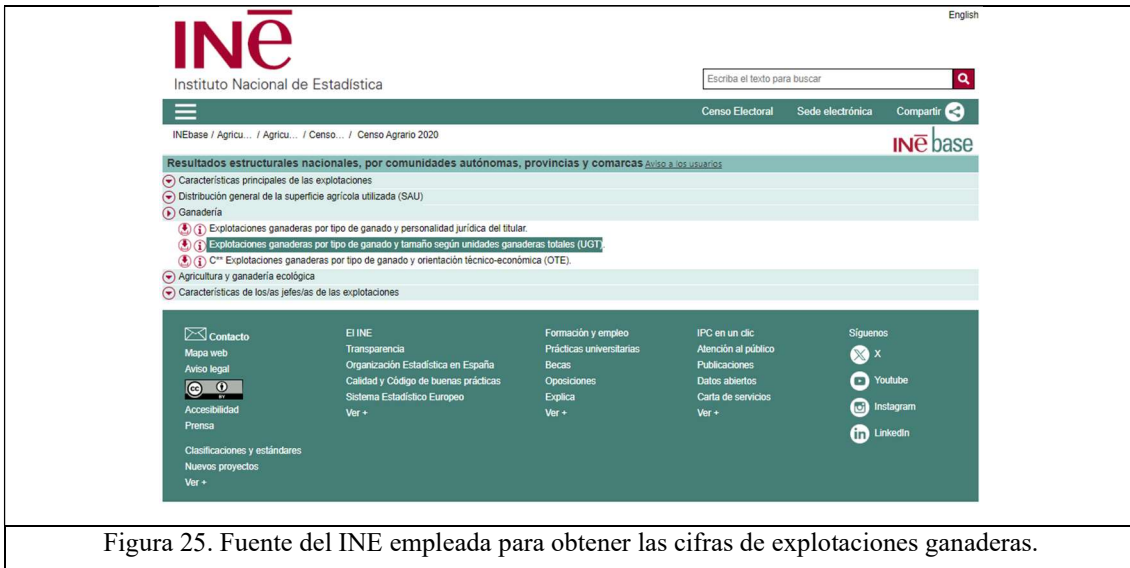 English
INē
Instituto Nacional de Estadística
Escriba el texto para buscar
Censo Electoral Sede electrónica Compartir
INEbase / Agricu... / Agricu... / Censo... / Censo Agrario 2020
INē base
Resultados estructurales nacionales, por comunidades autónomas, provincias y comarcas Aviso a los usuarios
Características principales de las explotaciones
Distribución general de la superficie agrícola utilizada (SAU)
Ganadería
Explotaciones ganaderas por tipo de ganado y personalidad jurídica del titular.
Explotaciones ganaderas por tipo de ganado y tamaño según unidades ganaderas totales (UGT).
C** Explotaciones ganaderas por tipo de ganado y orientación técnico-económica (OTE).
Agricultura y ganadería ecológica
Características de los/as jefes/as de las explotaciones
Contacto
Mapa web
Aviso legal
cc BY
Accesibilidad
Prensa
Clasificaciones y estándares
Nuevos proyectos
Ver +
El INE
Transparencia
Organización Estadística en España
Calidad y Código de buenas prácticas
Sistema Estadístico Europeo
Ver +
Formación y empleo
Prácticas universitarias
Becas
Oposiciones
Explica
Ver +
IPC en un clic
Atención al público
Publicaciones
Datos abiertos
Carta de servicios
Ver +
Síguenos
X
Youtube
Instagram
in LinkedIn
Figura 25. Fuente del INE empleada para obtener las cifras de explotaciones ganaderas.